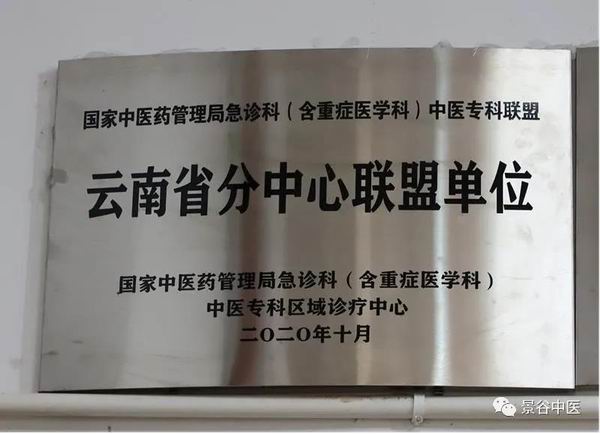 国家中医药管理局急诊科（含重症医学科）中医专科联盟
云南省分中心联盟单位
国家中医药管理局急诊科（含重症医学科）
中医专科区域诊疗中心
二〇二〇年十月
景谷中医